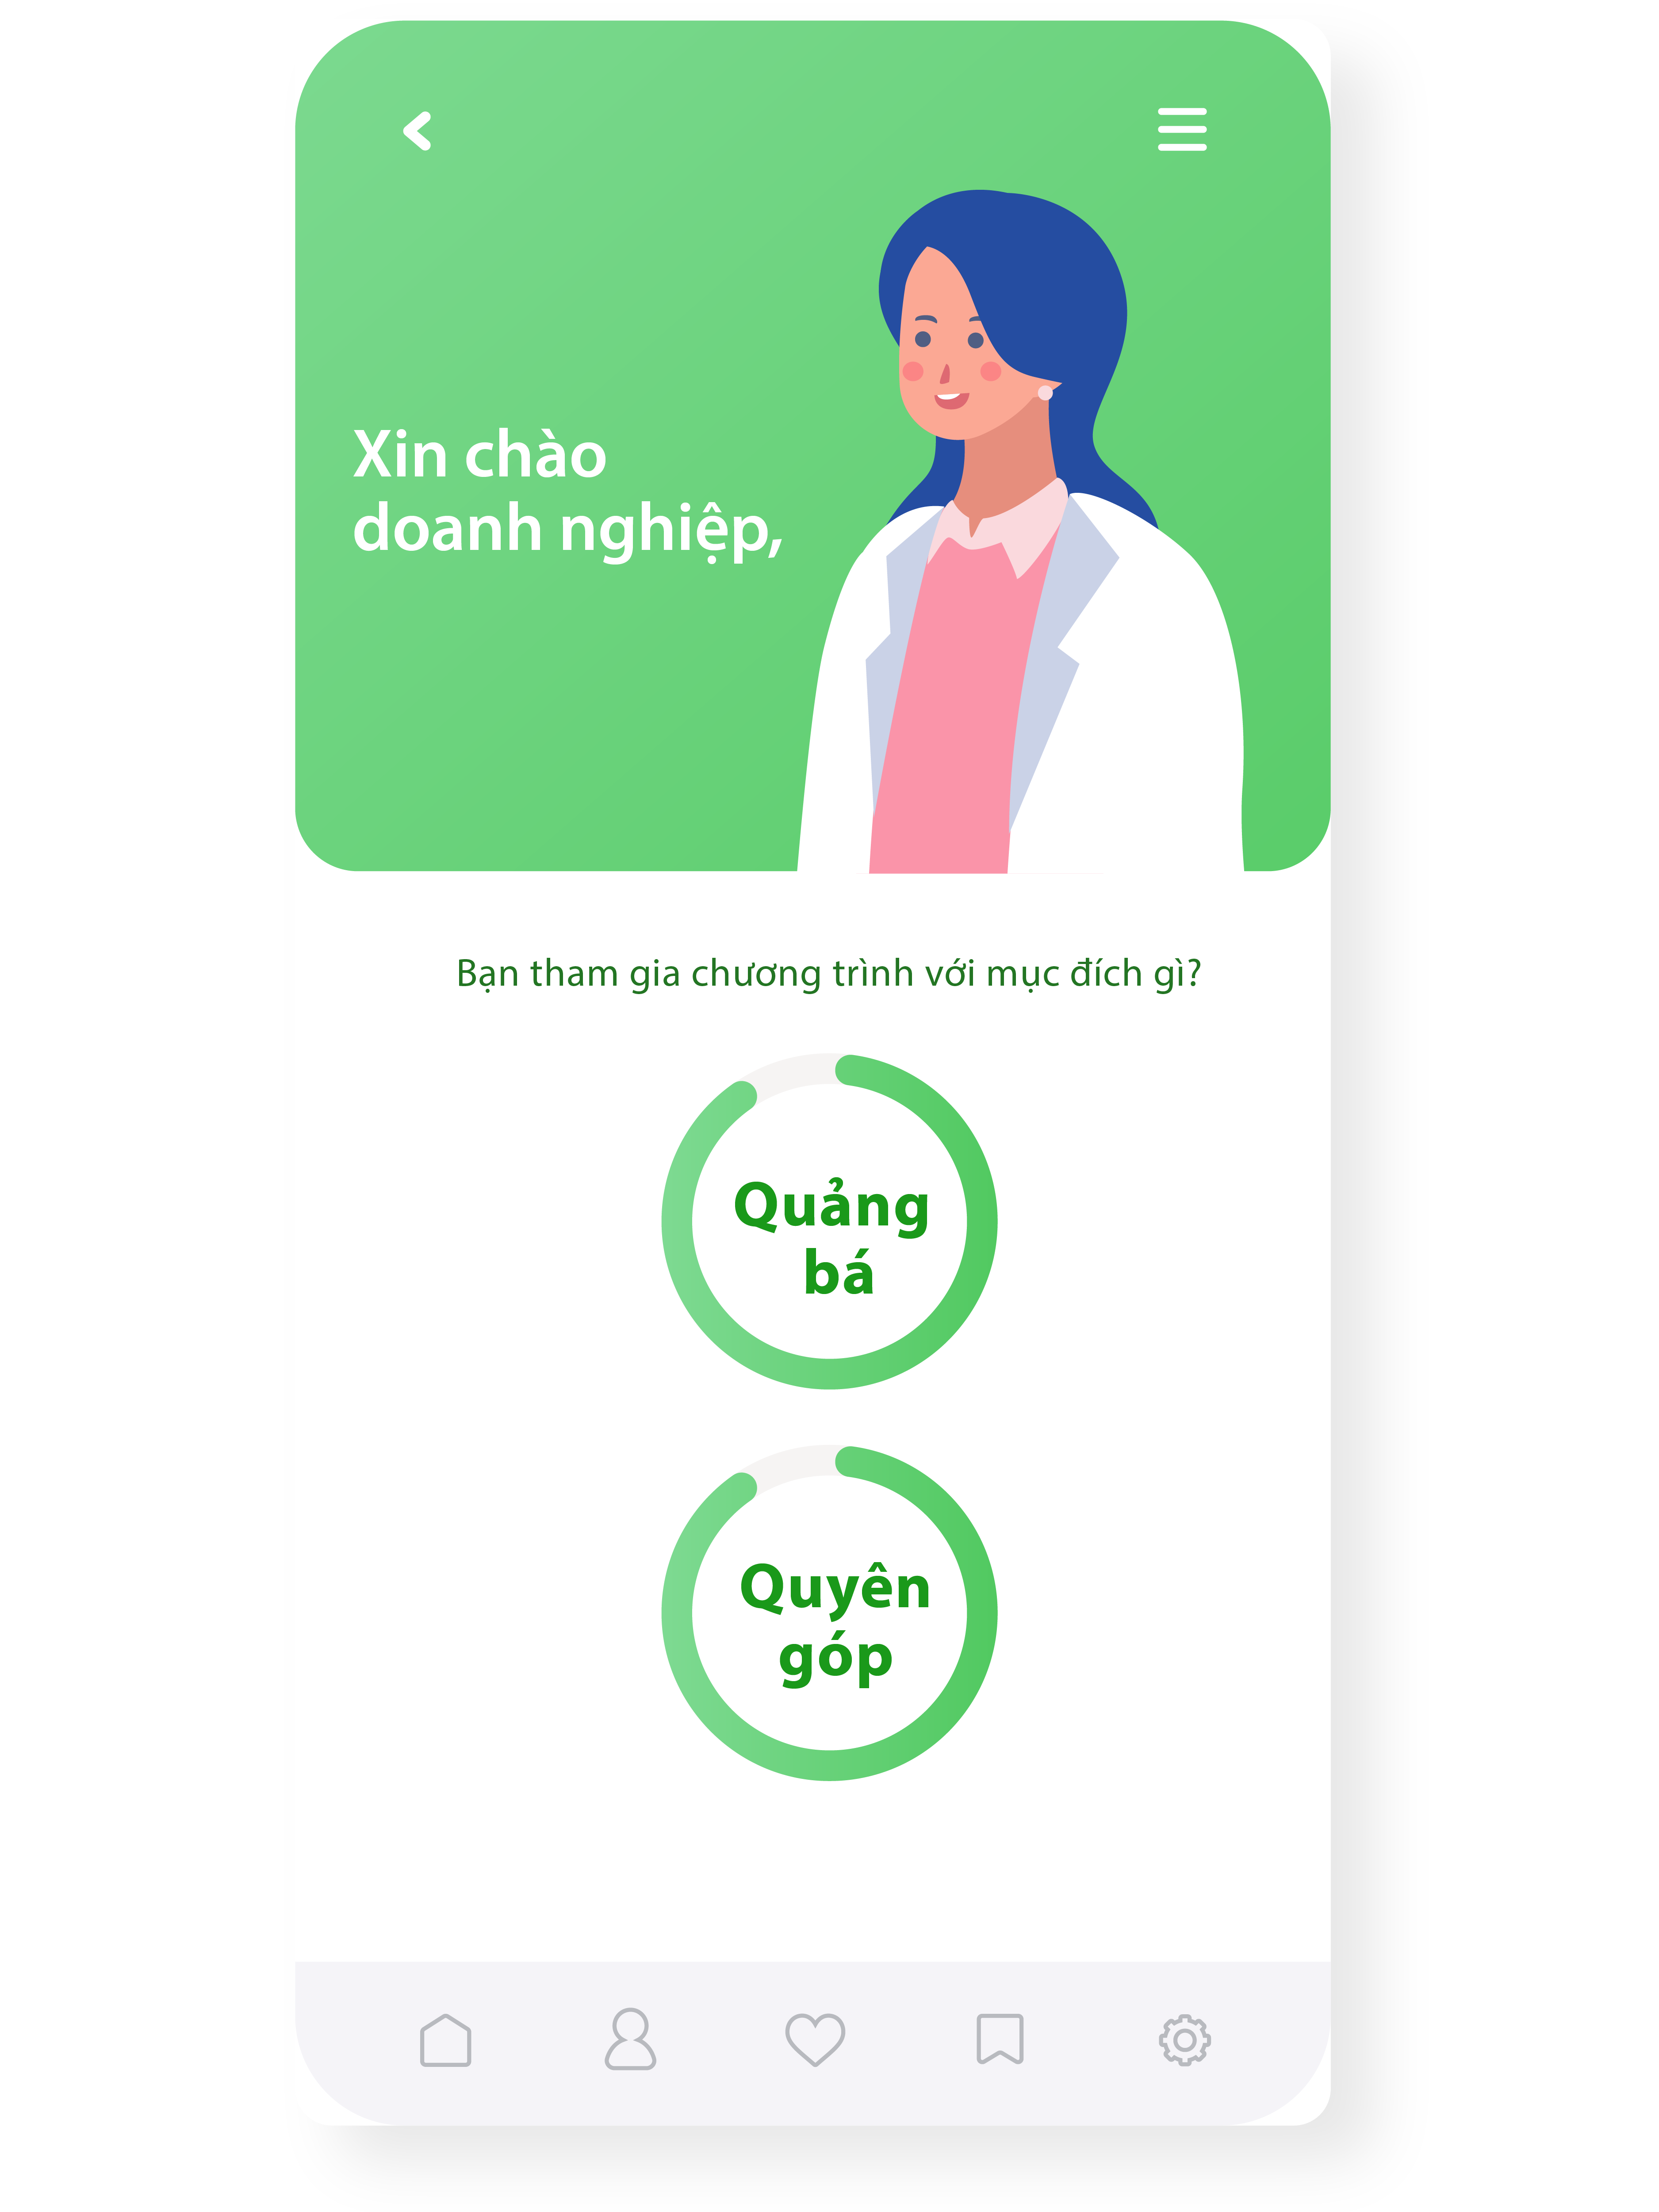 Xin chào
doanh nghiệp,
Bạn tham gia chương trình với mục đích gì?
Quảng
bá
Quyên
góp